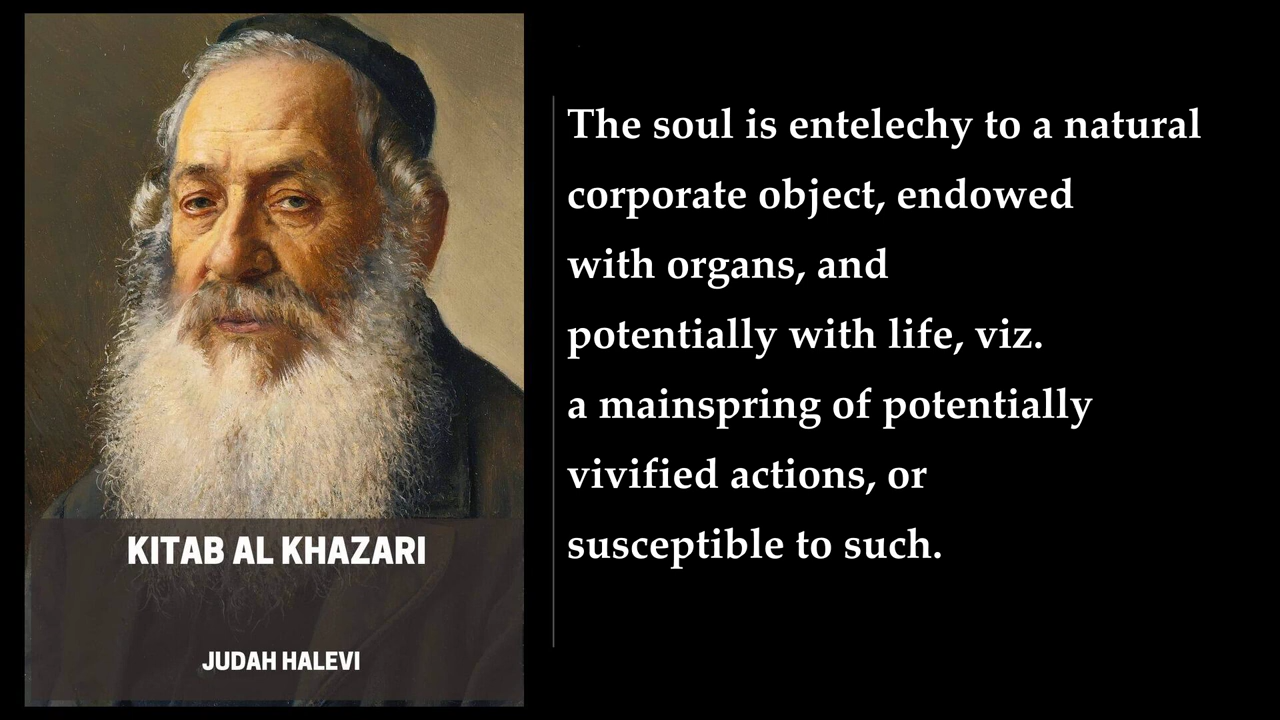 KITAB AL KHAZARI
JUDAH HALEVI
The soul is entelechy to a natural
corporate object, endowed
with organs, and
potentially with life, viz.
a mainspring of potentially
vivified actions, or
susceptible to such.